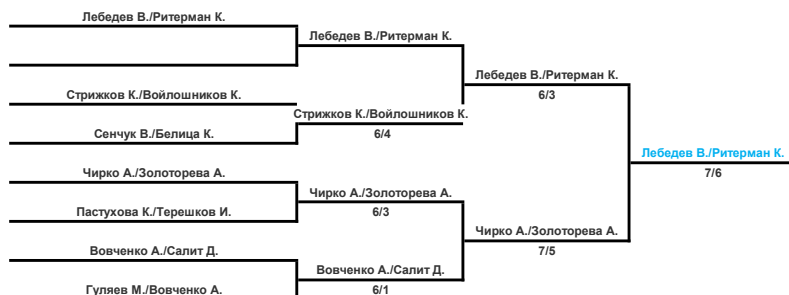 Лебедев В./Ритерман К.
Лебедев В./Ритерман К.
Лебедев В./Ритерман К.
6/3
Стрижков К./Войлошников К.
Стрижков К./Войлошников К.
6/4
Сенчук В./Белица К.
Лебедев В./Ритерман К.
7/6
Чирко А./Золоторева А.
Чирко А./Золоторева А.
6/3
Пастухова К./Терешков И.
Чирко А./Золоторева А.
7/5
Вовченко А./Салит Д.
Вовченко А./Салит Д.
6/1
Гуляев М./Вовченко А.